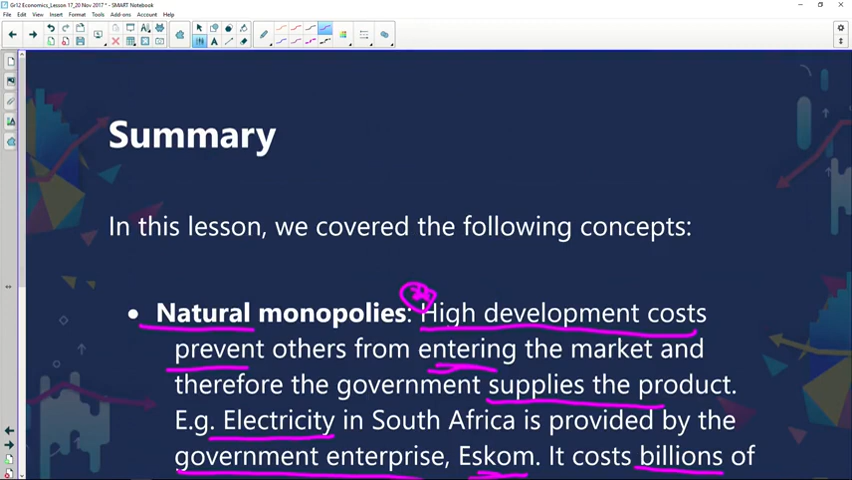 Gr12 Economics_Lesson 17_20 Nov 2017 * - SMART Notebook
File Edit View Insert Format Tools Add-ons Account Help
Summary
In this lesson, we covered the following concepts:
• Natural monopolies: High development costs
prevent others from entering the market and
therefore the government supplies the product.
E.g. Electricity in South Africa is provided by the
government enterprise, Eskom. It costs billions of